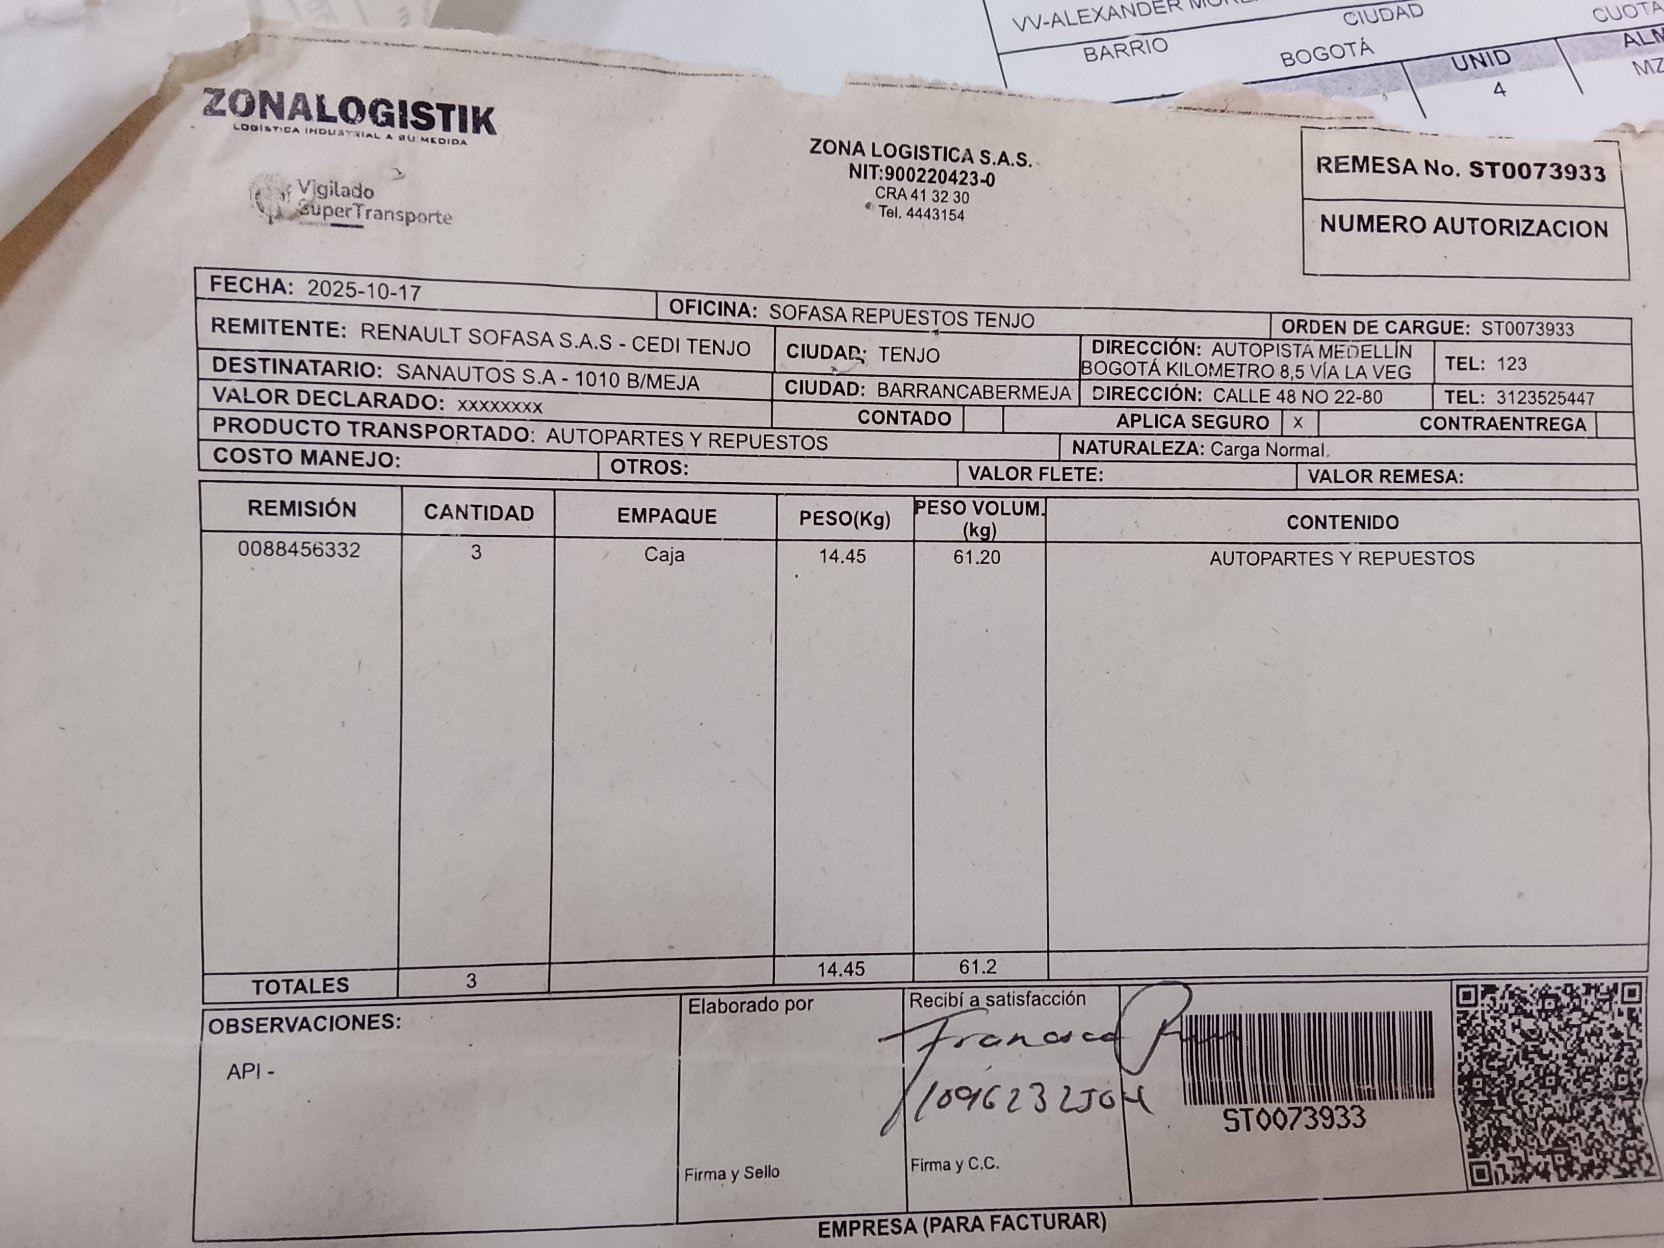 VV-ALEXANDER
BARRIO
CIUDAD
BOGOTÁ
CUOTA
UNID
4
ZONALOGISTIK
LOGÍSTICA INDUSTRIAL A SU MEDIDA
Vigilado
SuperTransporte
ZONA LOGISTICA S.A.S.
NIT:900220423-0
CRA 41 32 30
Tel. 4443154
REMESA No. ST0073933
NUMERO AUTORIZACION
FECHA: 2025-10-17
OFICINA: SOFASA REPUESTOS TENJO
ORDEN DE CARGUE: ST0073933
REMITENTE: RENAULT SOFASA S.A.S - CEDI TENJO
CIUDAD: TENJO
DIRECCIÓN: AUTOPISTA MEDELLÍN
BOGOTÁ KILOMETRO 8,5 VÍA LA VEG
TEL: 123
DESTINATARIO: SANAUTOS S.A - 1010 B/MEJA
CIUDAD: BARRANCABERMEJA
DIRECCIÓN: CALLE 48 NO 22-80
TEL: 3123525447
VALOR DECLARADO: xxxxxxxx
CONTADO
APLICA SEGURO X
CONTRAENTREGA
PRODUCTO TRANSPORTADO: AUTOPARTES Y REPUESTOS
NATURALEZA: Carga Normal.
COSTO MANEJO:
OTROS:
VALOR FLETE:
VALOR REMESA:
REMISIÓN CANTIDAD EMPAQUE PESO(Kg) PESO VOLUM.(kg) CONTENIDO
0088456332 3 Caja 14.45 61.20 AUTOPARTES Y REPUESTOS
TOTALES 3 14.45 61.2
OBSERVACIONES:
API -
Elaborado por
Firma y Sello
Recibí a satisfacción
Firma y C.C.
ST0073933
EMPRESA (PARA FACTURAR)